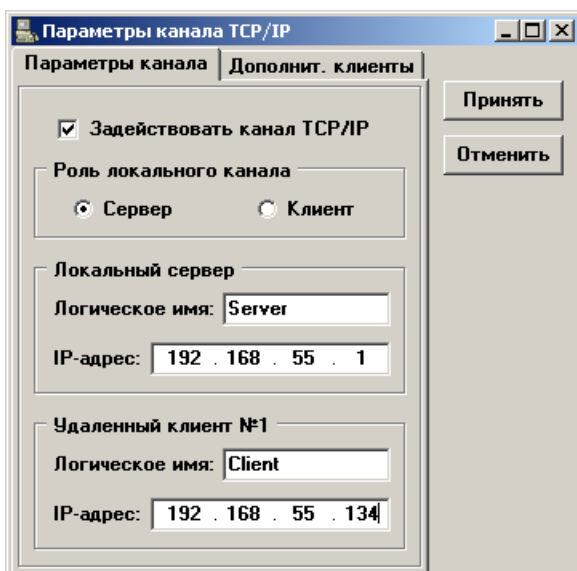 Параметры канала TCP/IP
Параметры канала Дополнит. клиенты
Принять
Задействовать канал TCP/IP
Отменить
Роль локального канала
Сервер Клиент
Локальный сервер
Логическое имя: Server
IP-адрес: 192 . 168 . 55 . 1
Удаленный клиент №1
Логическое имя: Client
IP-адрес: 192 . 168 . 55 . 134